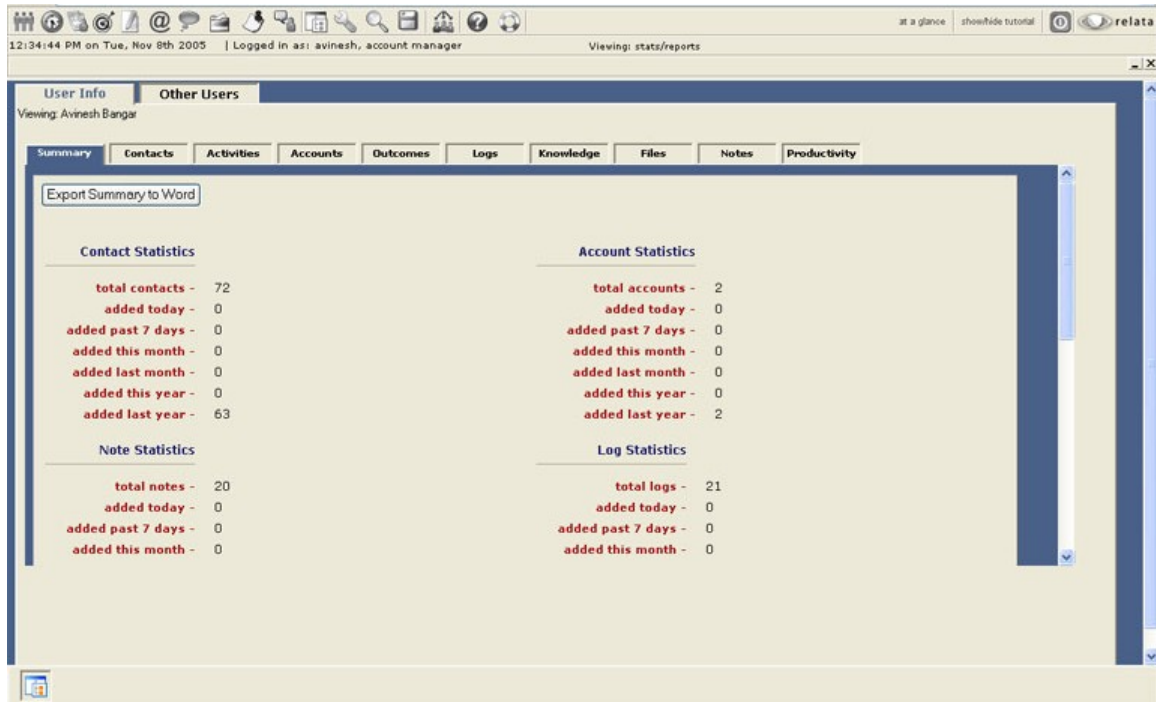 at a glance show/hide tutorial relata
12:34:44 PM on Tue, Nov 8th 2005 | Logged in as: avinesh, account manager Viewing: stats/reports
User Info Other Users
Viewing: Avinesh Bangar
Summary Contacts Activities Accounts Outcomes Logs Knowledge Files Notes Productivity
Export Summary to Word
Contact Statistics Account Statistics
total contacts - 72 total accounts - 2
added today - 0 added today - 0
added past 7 days - 0 added past 7 days - 0
added this month - 0 added this month - 0
added last month - 0 added last month - 0
added this year - 0 added this year - 0
added last year - 63 added last year - 2
Note Statistics Log Statistics
total notes - 20 total logs - 21
added today - 0 added today - 0
added past 7 days - 0 added past 7 days - 0
added this month - 0 added this month - 0